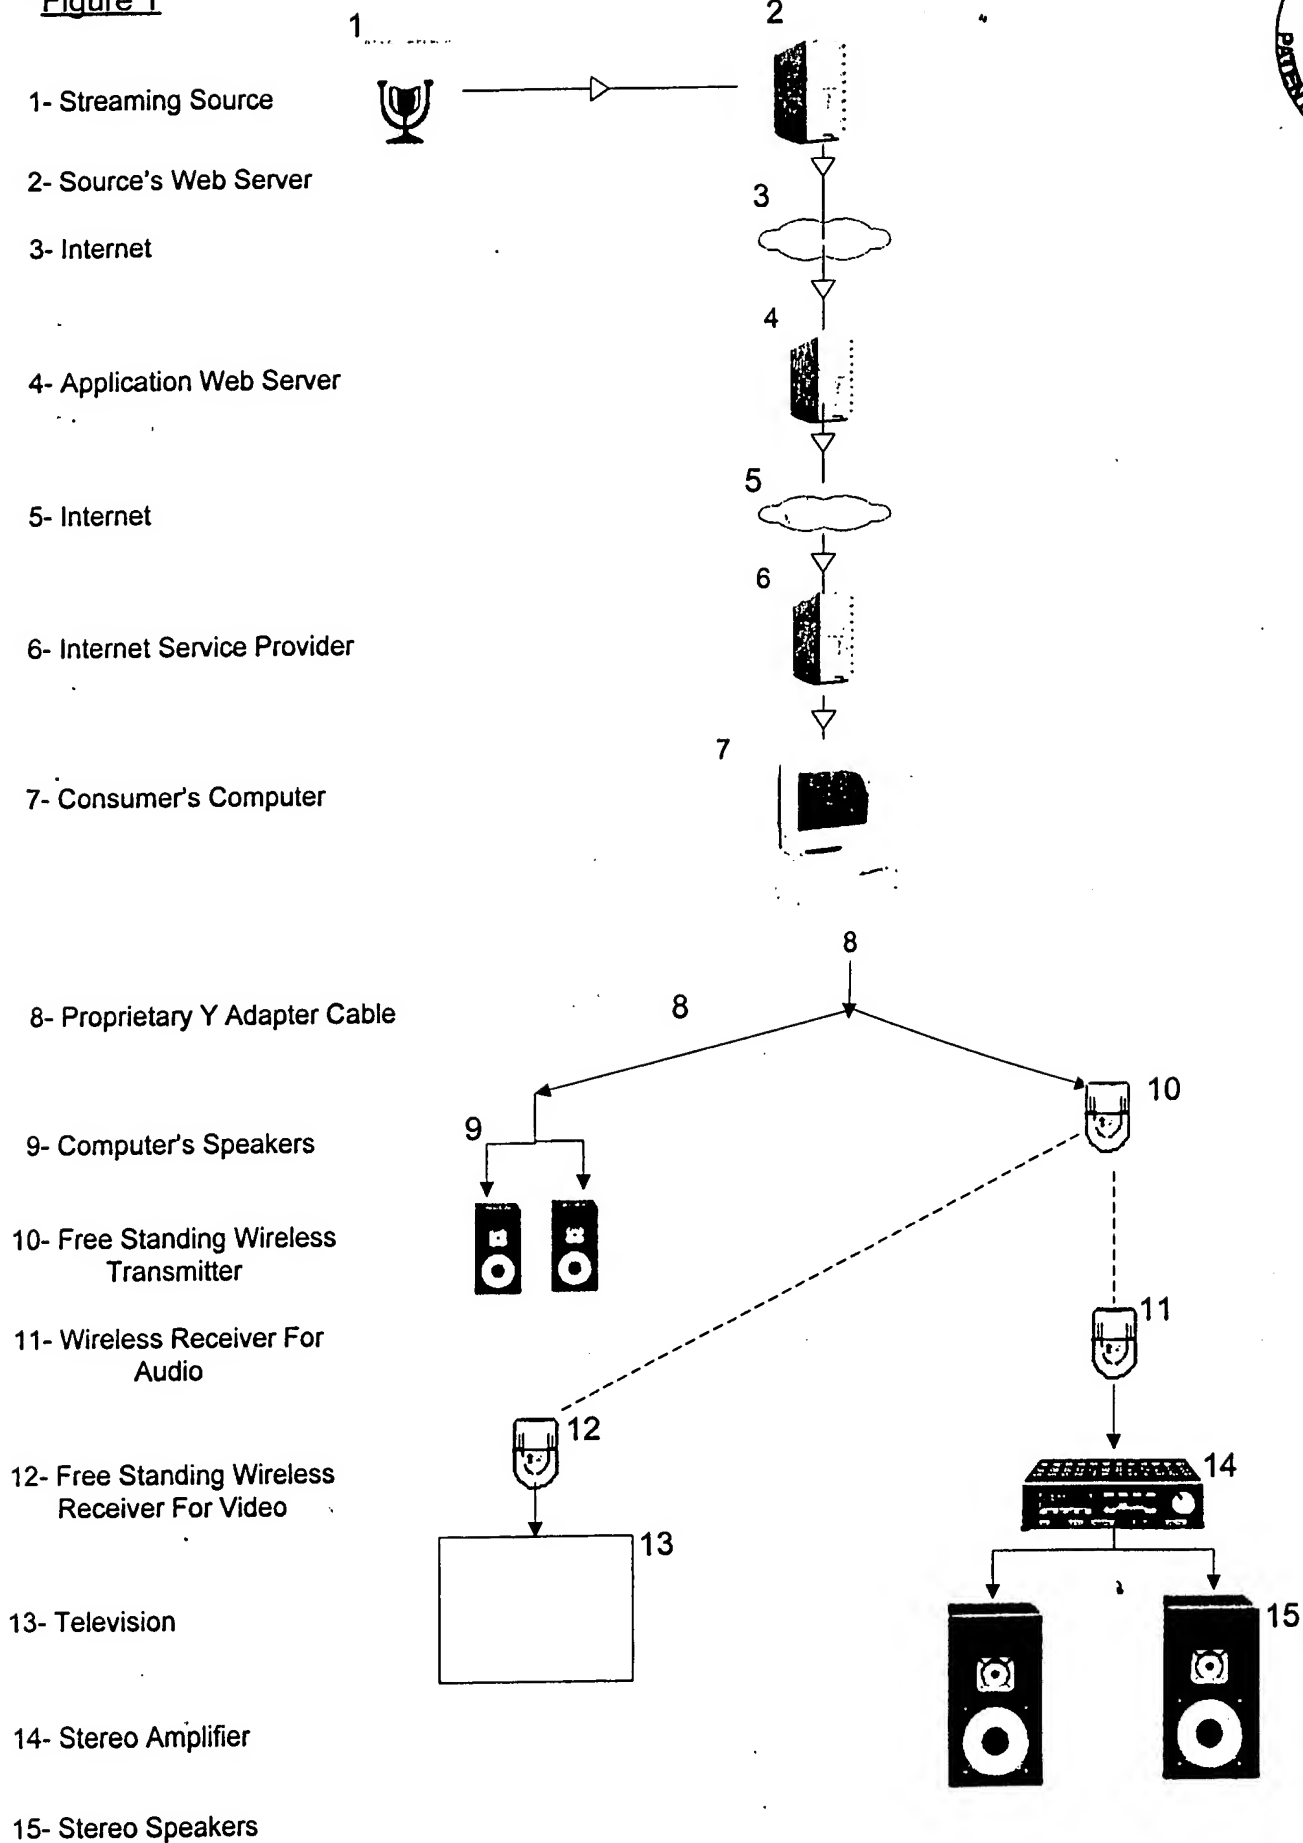 Figure 1
1
2
1- Streaming Source
2- Source's Web Server
3
3- Internet
4
4- Application Web Server
5
5- Internet
6
6- Internet Service Provider
7
7- Consumer's Computer
8
8- Proprietary Y Adapter Cable
8
10
9
9- Computer's Speakers
10- Free Standing Wireless
Transmitter
11
11- Wireless Receiver For
Audio
12
12- Free Standing Wireless
Receiver For Video
14
13
13- Television
15
14- Stereo Amplifier
15- Stereo Speakers